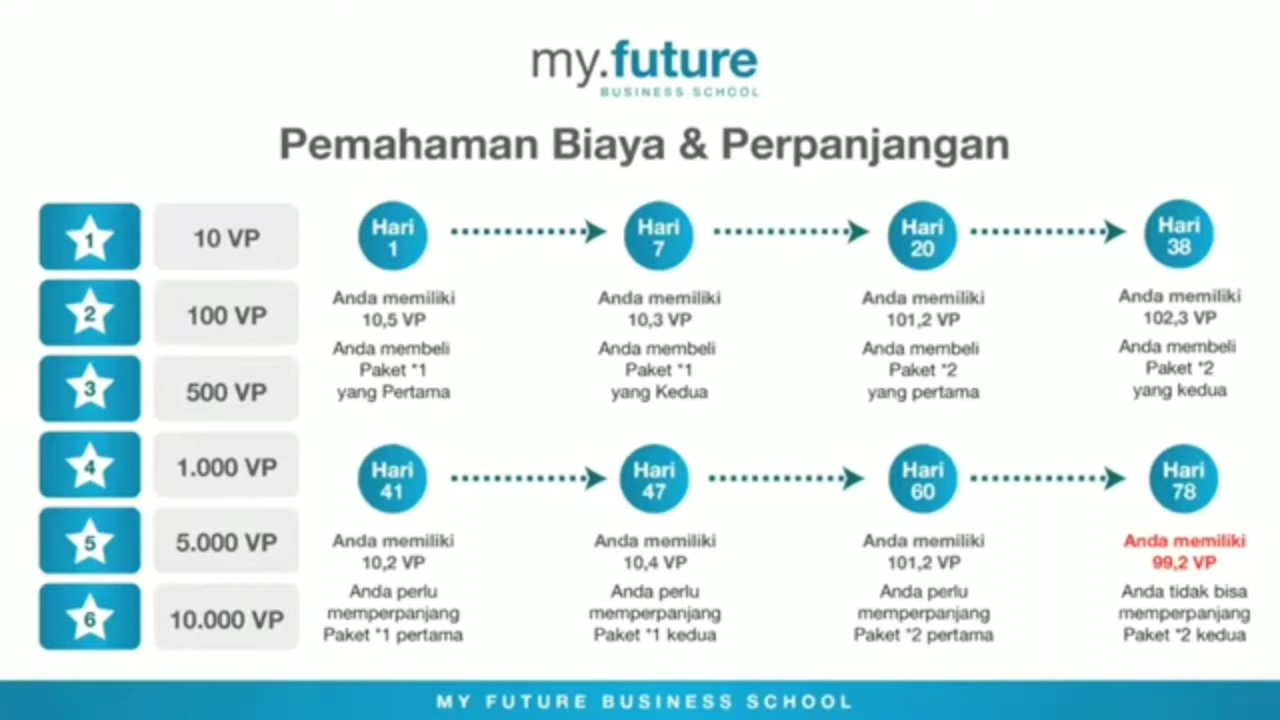 my.future
BUSINESS SCHOOL
Pemahaman Biaya & Perpanjangan
1
10 VP
2
100 VP
3
500 VP
4
1.000 VP
5
5.000 VP
6
10.000 VP
Hari
1
Anda memiliki
10,5 VP
Anda membeli
Paket *1
yang Pertama
Hari
7
Anda memiliki
10,3 VP
Anda membeli
Paket *1
yang Kedua
Hari
20
Anda memiliki
101,2 VP
Anda membeli
Paket *2
yang pertama
Hari
38
Anda memiliki
102,3 VP
Anda membeli
Paket *2
yang kedua
Hari
41
Anda memiliki
10,2 VP
Anda perlu
memperpanjang
Paket *1 pertama
Hari
47
Anda memiliki
10,4 VP
Anda perlu
memperpanjang
Paket *1 kedua
Hari
60
Anda memiliki
101,2 VP
Anda perlu
memperpanjang
Paket *2 pertama
Hari
78
Anda memiliki
99,2 VP
Anda tidak bisa
memperpanjang
Paket *2 kedua
MY FUTURE BUSINESS SCHOOL